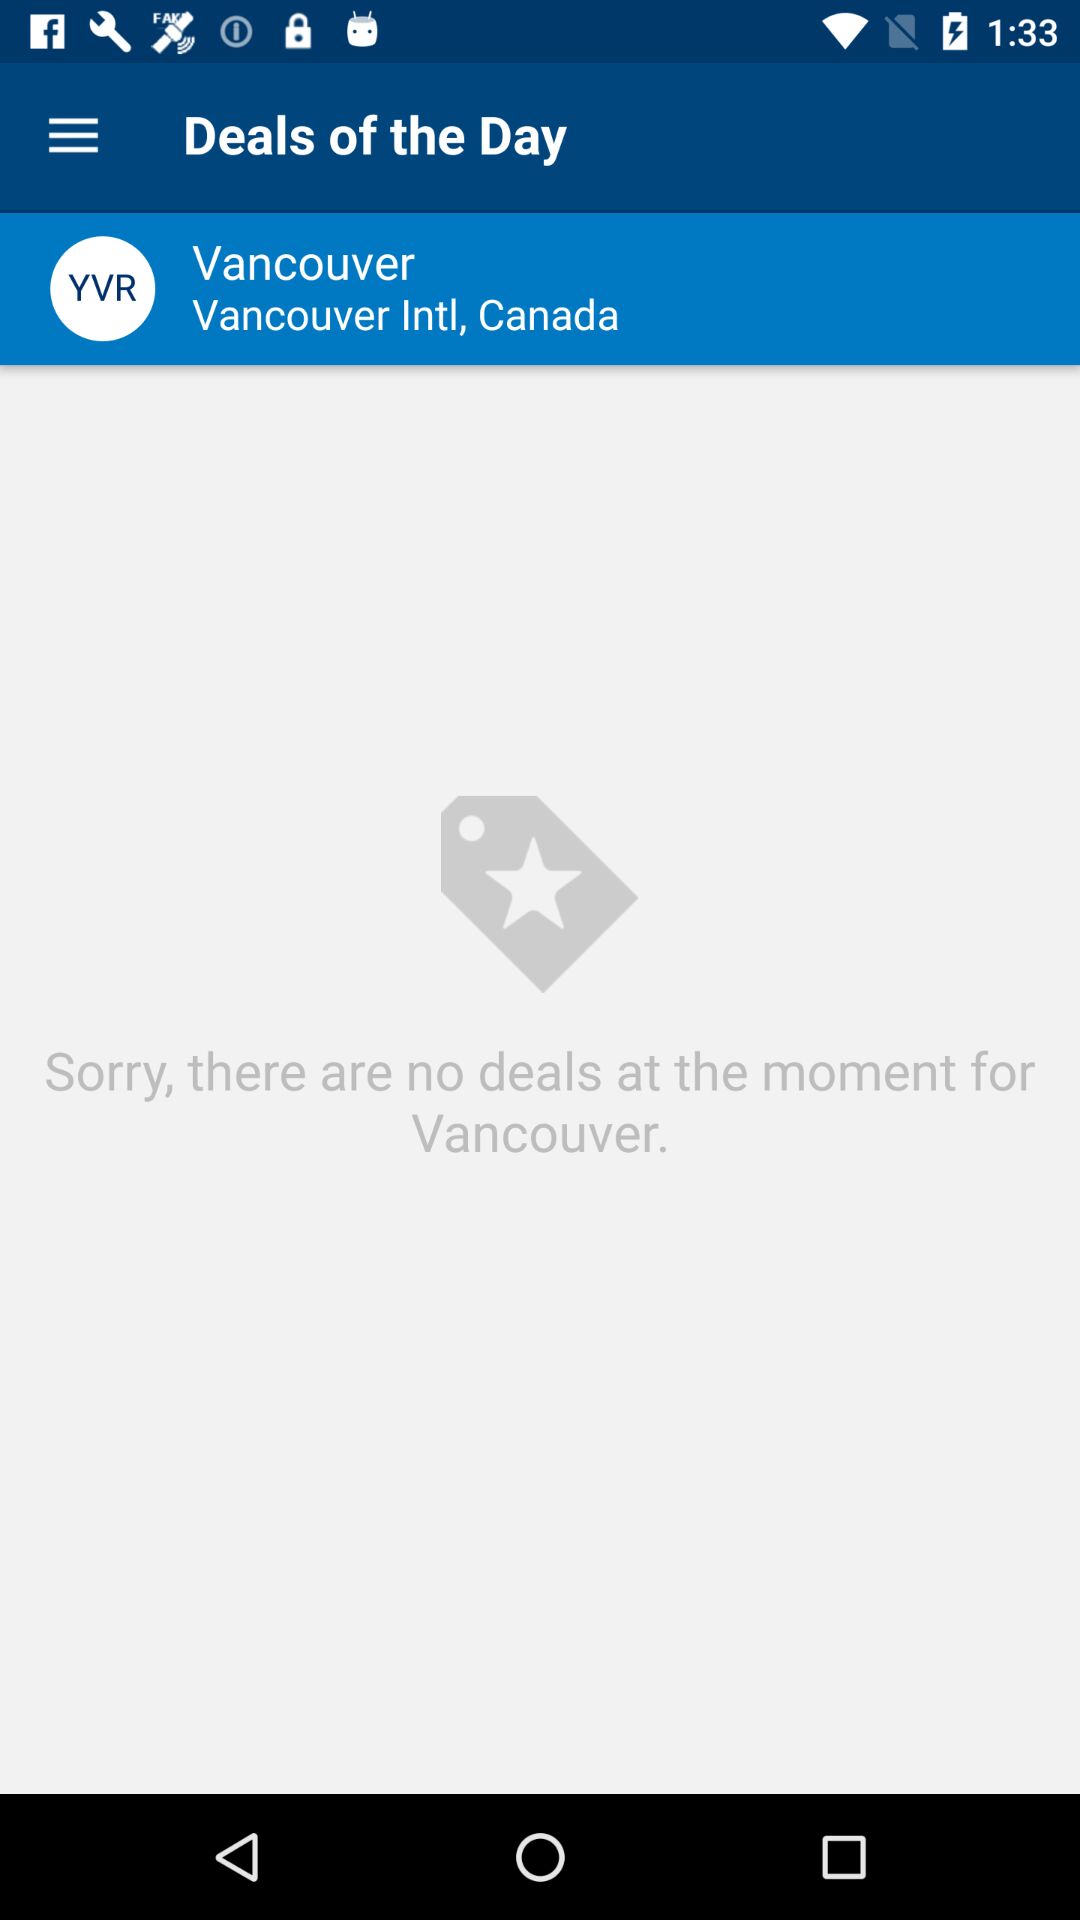 FAKE
1:33
Deals of the Day
YVR
Vancouver
Vancouver Intl, Canada
Sorry, there are no deals at the moment for
Vancouver.